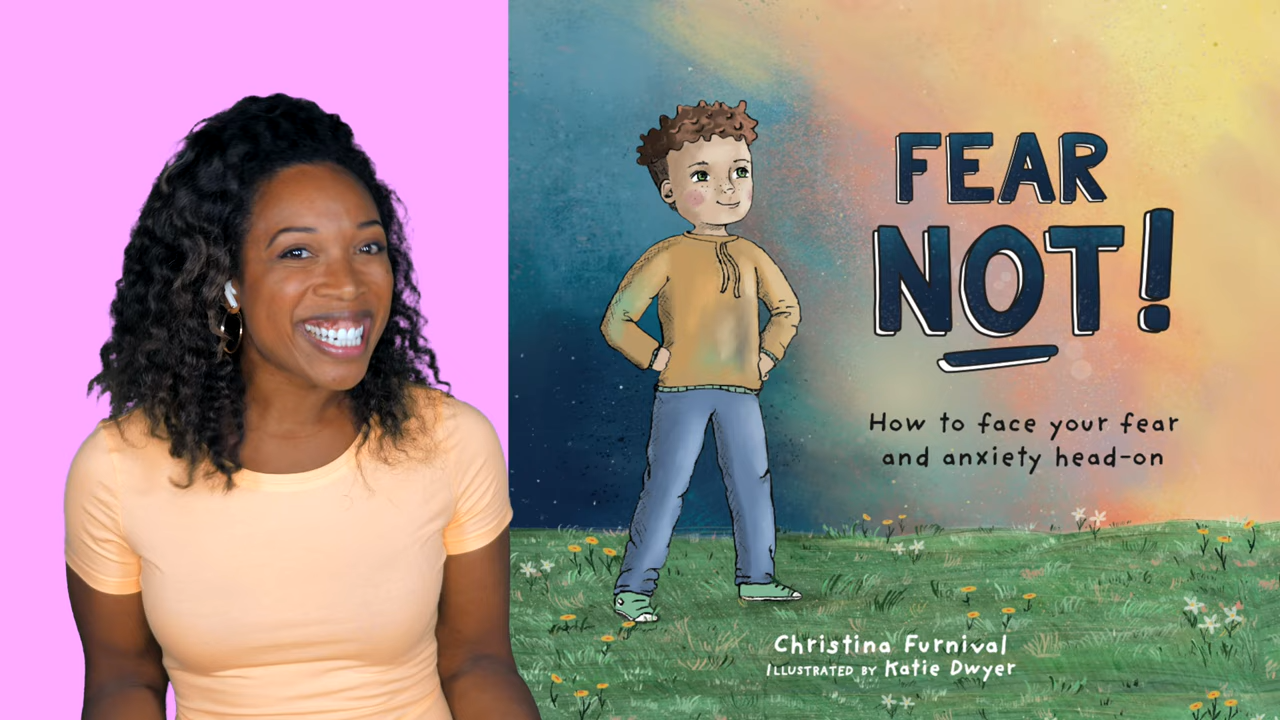 FEAR
NOT!
How to face your fear
and anxiety head-on
Christina Furnival
ILLUSTRATED BY Katie Dwyer